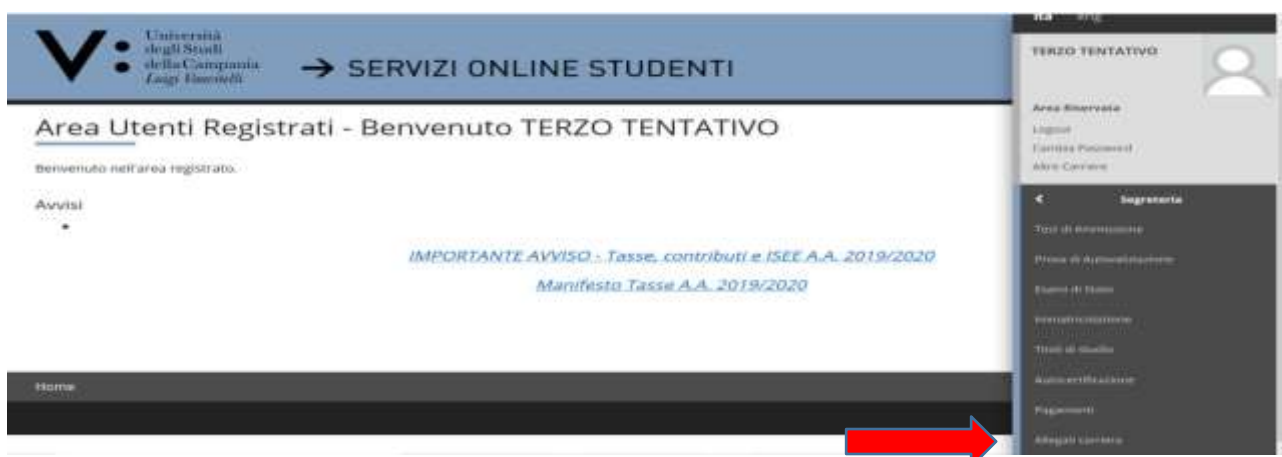 Università
degli Studi
della Campania
Luigi Vanvitelli
→ SERVIZI ONLINE STUDENTI
Area Utenti Registrati - Benvenuto TERZO TENTATIVO
Benvenuto nell'area registrato.
Avvisi
IMPORTANTE AVVISO - Tasse, contributi e ISEE A.A. 2019/2020
Manifesto Tasse A.A. 2019/2020
Home
ita eng
TERZO TENTATIVO
Area Riservata
Logout
Cambia Password
Altre Carriere
Segreteria
Test di Ammissione
Prova di Autovalutazione
Esame di Stato
Immatricolazione
Titoli di studio
Autocertificazione
Pagamenti
Allegati carriera